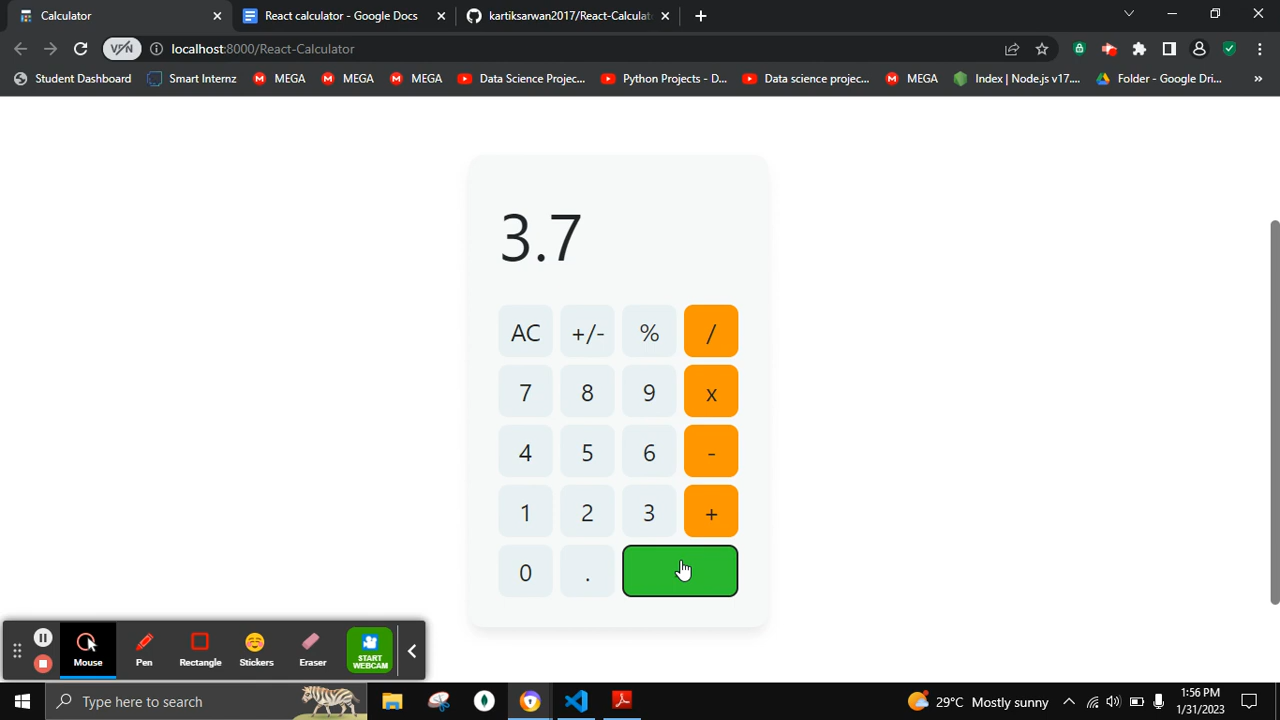 Calculator
React calculator - Google Docs
kartiksarwan2017/React-Calculat
VPN
localhost:8000/React-Calculator
Student Dashboard
Smart Internz
MEGA
MEGA
MEGA
Data Science Projec...
Python Projects - D...
Data science projec...
MEGA
Index | Node.js v17....
Folder - Google Dri...
»
3.7
AC +/- % /
7 8 9 x
4 5 6 -
1 2 3 +
0 .
Mouse
Pen
Rectangle
Stickers
Eraser
START
WEBCAM
Type here to search
29°C Mostly sunny
1:56 PM
1/31/2023